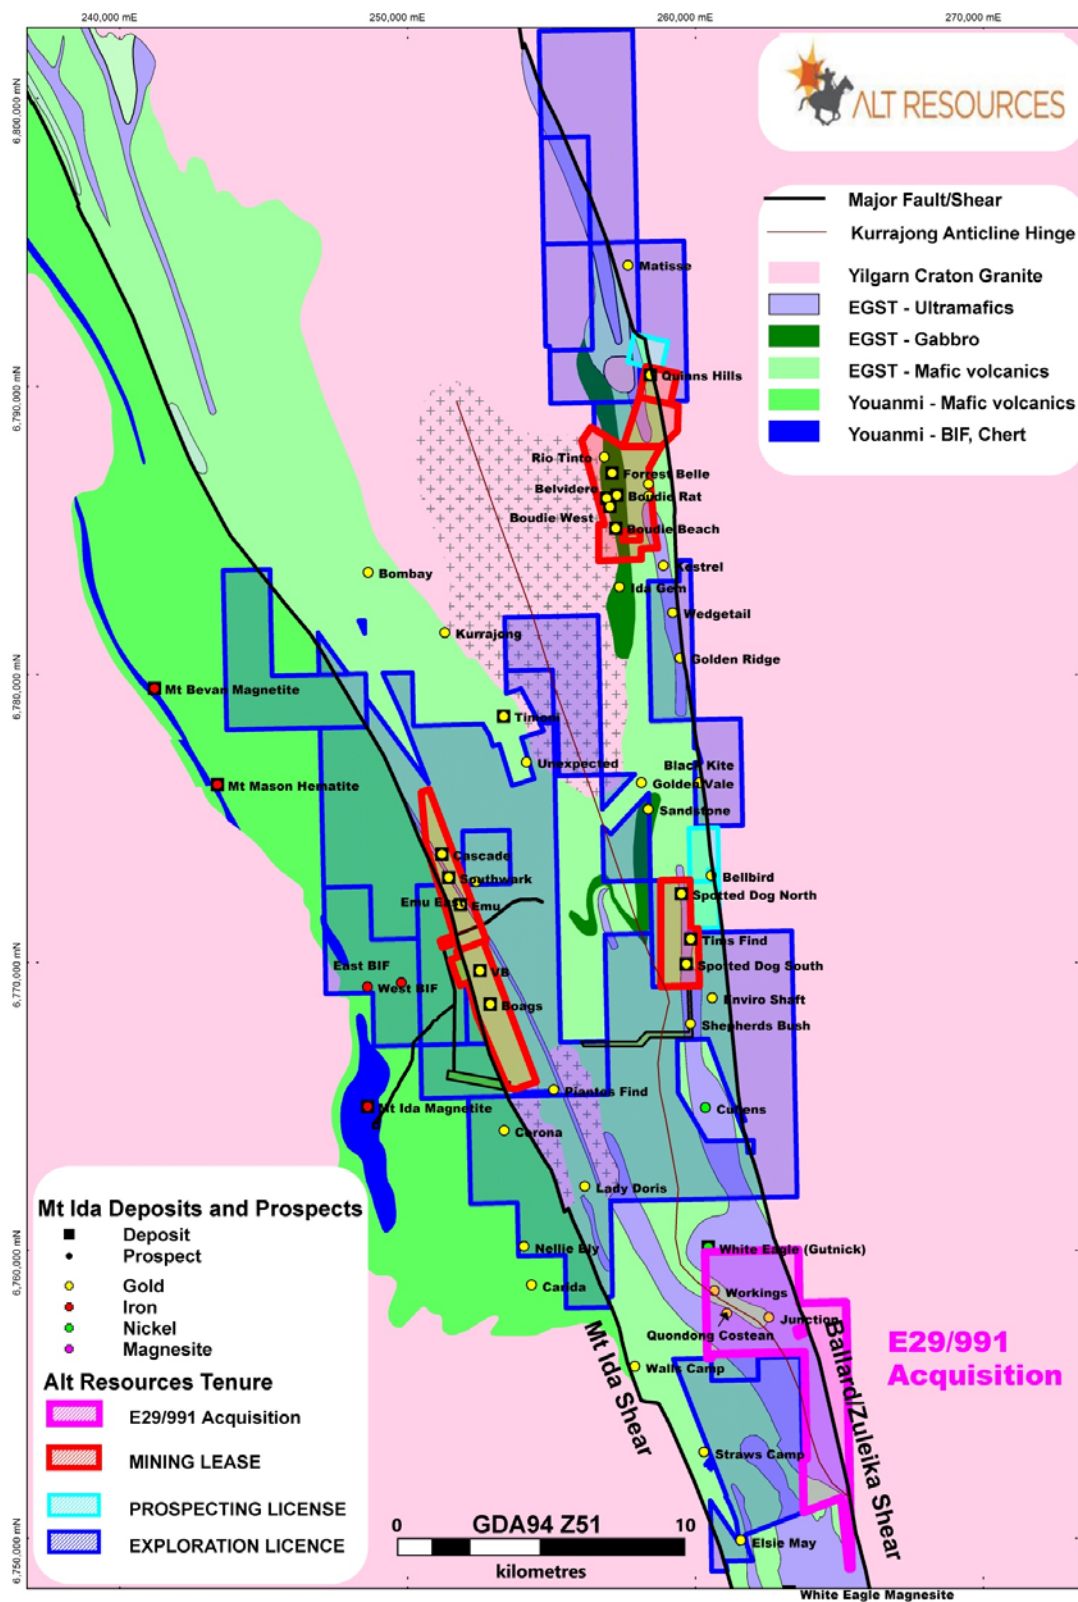 240,000 mE
250,000 mE
260,000 mE
270,000 mE
6,800,000 mN
6,790,000 mN
6,780,000 mN
6,770,000 mN
6,760,000 mN
6,750,000 mN
ALT RESOURCES
Major Fault/Shear
Kurrajong Anticline Hinge
Yilgarn Craton Granite
EGST - Ultramafics
EGST - Gabbro
EGST - Mafic volcanics
Youanmi - Mafic volcanics
Youanmi - BIF, Chert
Matisse
Quinns Hills
Rio Tinto
Forrest Belle
Belvidere
Boudie Rat
Boudie West
Boudie Beach
Kestrel
Bombay
Ida Gem
Wedgetail
Kurrajong
Golden Ridge
Mt Bevan Magnetite
Timoni
Unexpected
Black Kite
Mt Mason Hematite
Golden Vale
Sandstone
Cascade
Southwark
Bellbird
Emu East
Emu
Spotted Dog North
Tims Find
East BIF
VB
Spotted Dog South
West BIF
Boags
Enviro Shaft
Shepherds Bush
Piantes Find
Mt Ida Magnetite
Cullens
Corona
Lady Doris
Nellie Bly
White Eagle (Gutnick)
Carida
Workings
Junction
Quondong Costean
E29/991
Acquisition
Walls Camp
Mt Ida Shear
Ballard/Zuleika Shear
Straws Camp
Elsie May
White Eagle Magnesite
Mt Ida Deposits and Prospects
Deposit
Prospect
Gold
Iron
Nickel
Magnesite
Alt Resources Tenure
E29/991 Acquisition
MINING LEASE
PROSPECTING LICENSE
EXPLORATION LICENCE
0 GDA94 Z51 10
kilometres